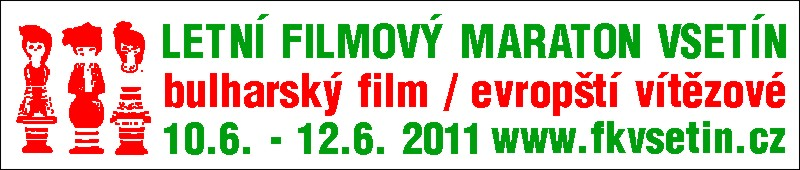 LETNÍ FILMOVÝ MARATON VSETÍN
bulharský film / evropští vítězové
10.6. - 12.6. 2011 www.fkvsetin.cz